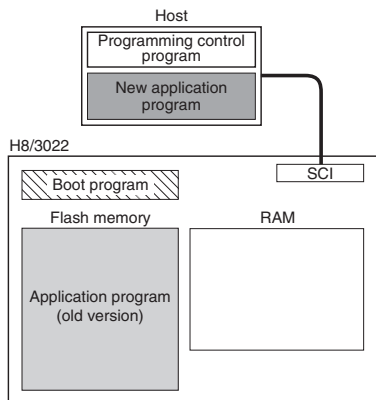 Host
Programming control
program
New application
program
H8/3022
SCI
Boot program
Flash memory
RAM
Application program
(old version)